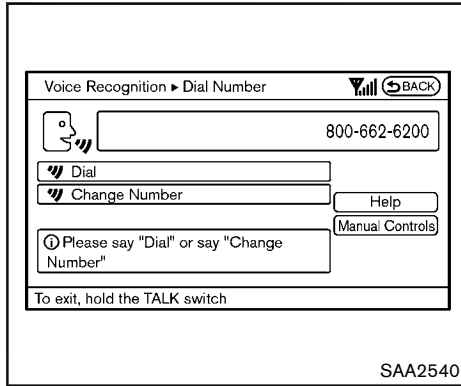 Voice Recognition ▸ Dial Number
BACK
800-662-6200
Dial
Change Number
Help
Manual Controls
Please say "Dial" or say "Change
Number"
To exit, hold the TALK switch
SAA2540